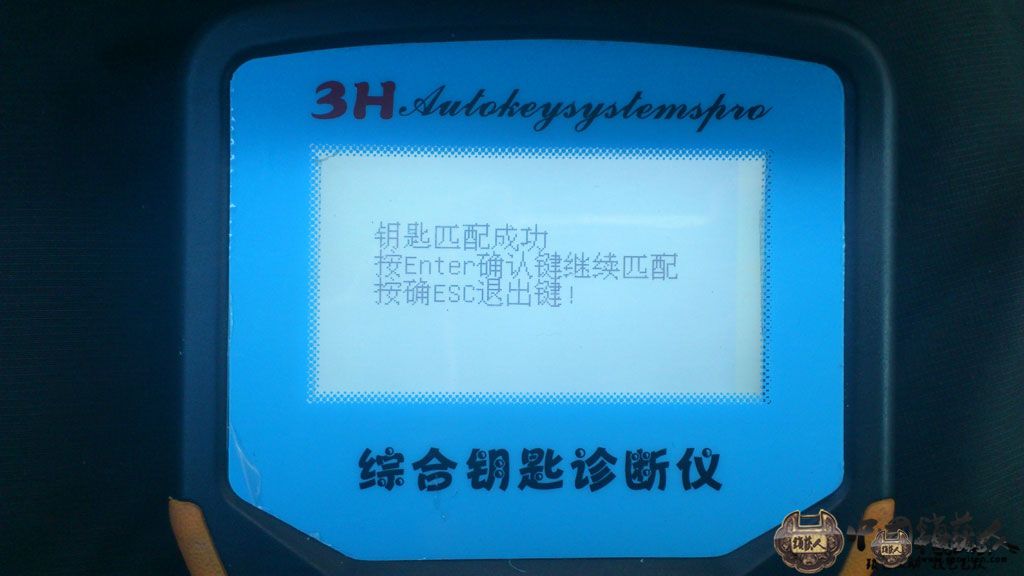 3H Autokeysystemspro
钥匙匹配成功
按Enter确认键继续匹配
按确ESC退出键!
综合钥匙诊断仪